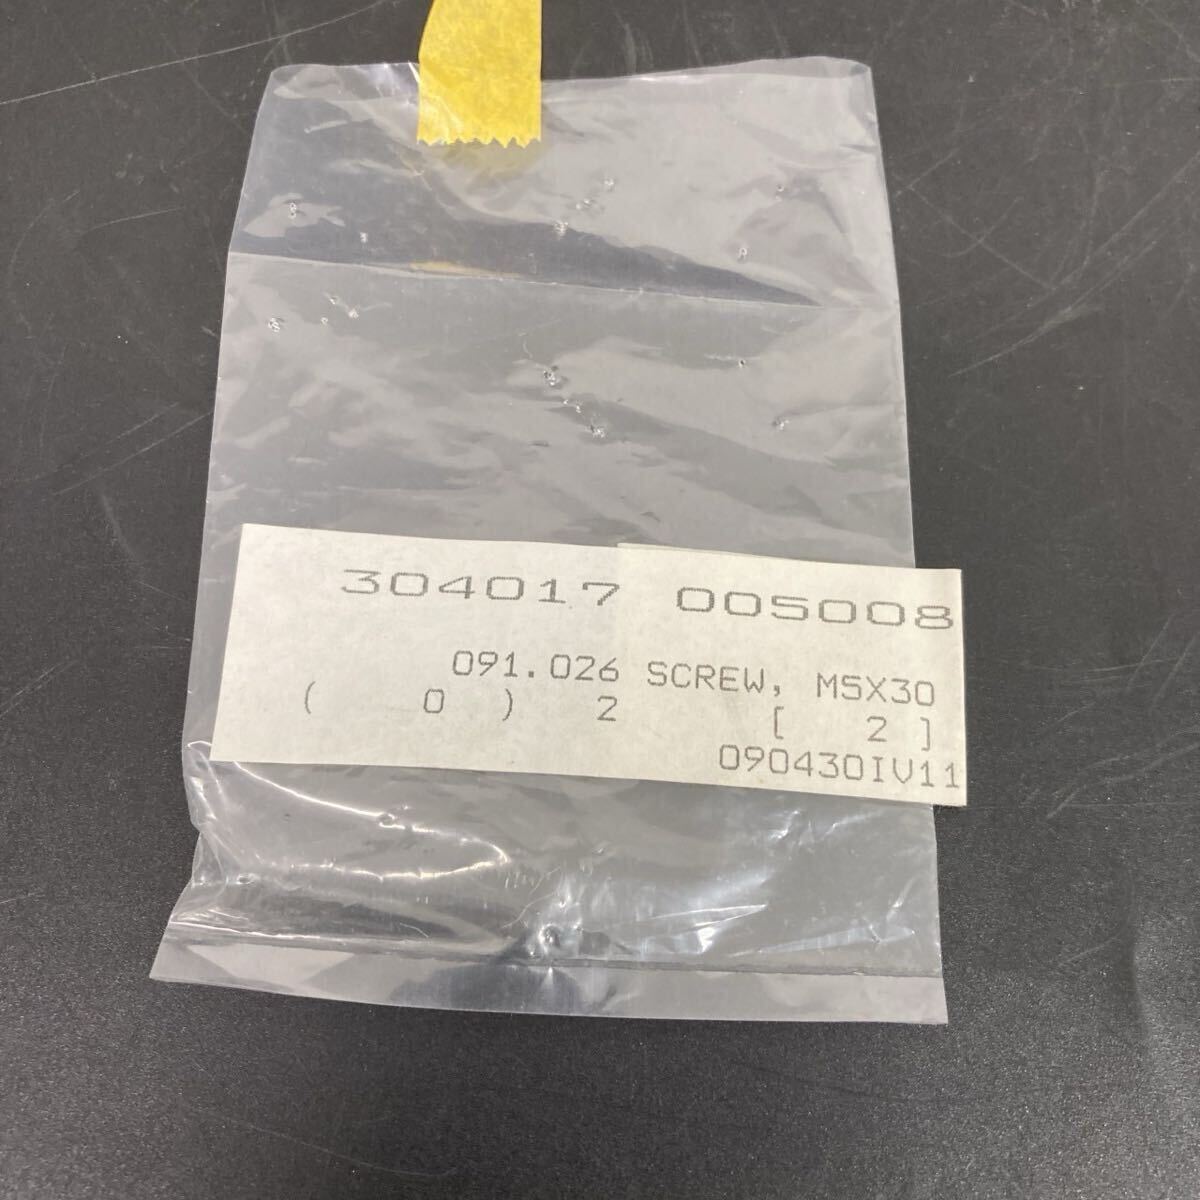 304017 005008
091.026 SCREW, M5X30
( 0 ) 2 [ 2 ]
090430IV11